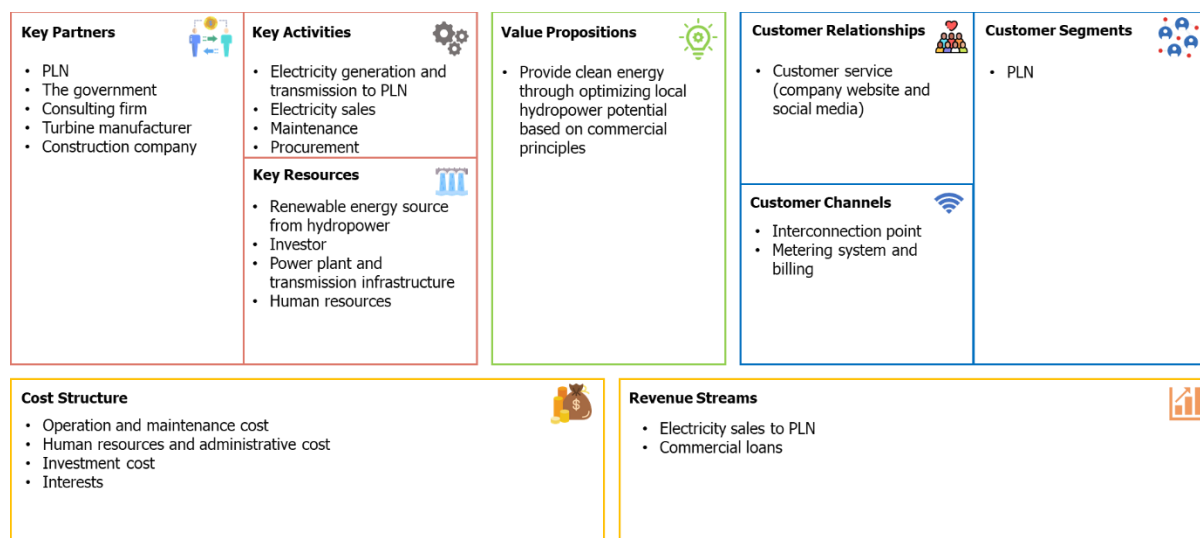 Key Partners
• PLN
• The government
• Consulting firm
• Turbine manufacturer
• Construction company
Key Activities
• Electricity generation and
transmission to PLN
• Electricity sales
• Maintenance
• Procurement
Key Resources
• Renewable energy source
from hydropower
• Investor
• Power plant and
transmission infrastructure
• Human resources
Value Propositions
• Provide clean energy
through optimizing local
hydropower potential
based on commercial
principles
Customer Relationships
• Customer service
(company website and
social media)
Customer Channels
• Interconnection point
• Metering system and
billing
Customer Segments
• PLN
Cost Structure
• Operation and maintenance cost
• Human resources and administrative cost
• Investment cost
• Interests
Revenue Streams
• Electricity sales to PLN
• Commercial loans